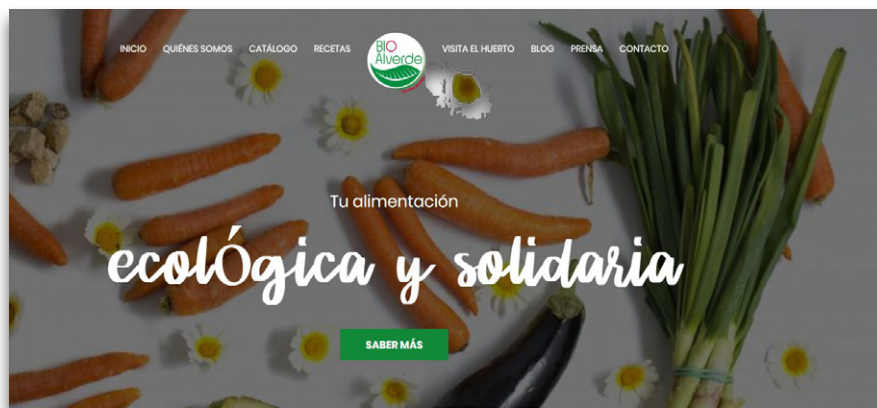 INICIO QUIÉNES SOMOS CATÁLOGO RECETAS
BIO
Alverde
VISITA EL HUERTO BLOG PRENSA CONTACTO
Tu alimentación
ecolÓgica y solidaria
SABER MÁS